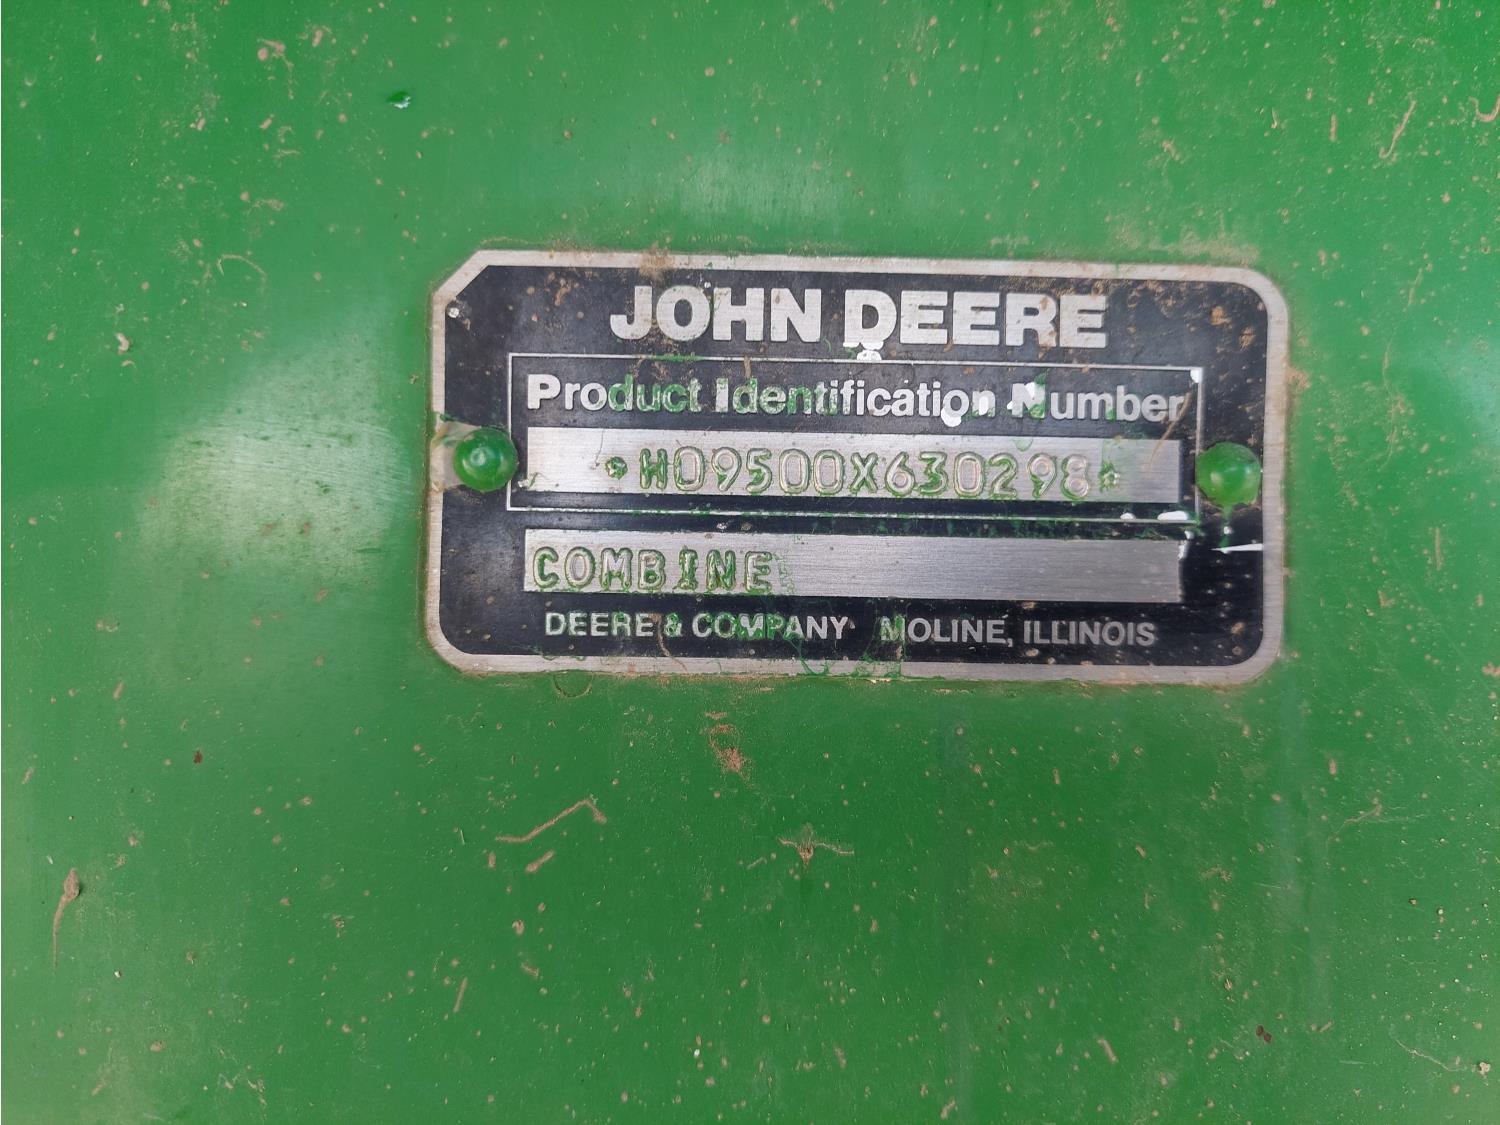 JOHN DEERE
Product Identification Number
*H09500X630298*
COMBINE
DEERE & COMPANY MOLINE, ILLINOIS